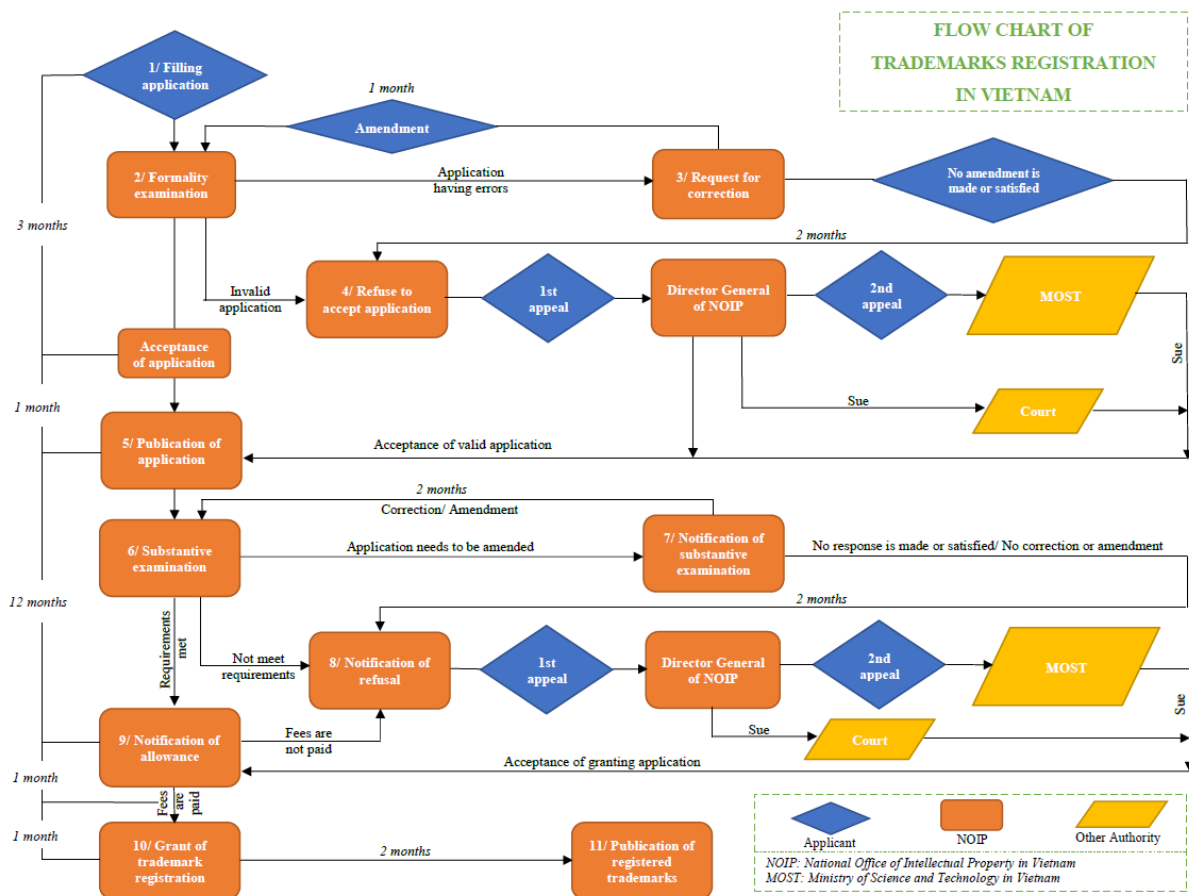 FLOW CHART OF
TRADEMARKS REGISTRATION
IN VIETNAM
1/ Filling
application
1 month
Amendment
2/ Formality
examination
Application
having errors
3/ Request for
correction
No amendment is
made or satisfied
3 months
2 months
Invalid
application
4/ Refuse to
accept application
1st
appeal
Director General
of NOIP
2nd
appeal
MOST
Sue
Acceptance
of application
1 month
Sue
Court
5/ Publication of
application
Acceptance of valid application
2 months
Correction/ Amendment
6/ Substantive
examination
Application needs to be amended
7/ Notification of
substantive
examination
No response is made or satisfied/ No correction or amendment
12 months
2 months
Requirements
met
Not meet
requirements
8/ Notification of
refusal
1st
appeal
Director General
of NOIP
2nd
appeal
MOST
Sue
9/ Notification of
allowance
Fees are
not paid
Sue
Court
Acceptance of granting application
1 month
Fees
are
paid
1 month
10/ Grant of
trademark
registration
2 months
11/ Publication of
registered
trademarks
Applicant
NOIP
Other Authority
NOIP: National Office of Intellectual Property in Vietnam
MOST: Ministry of Science and Technology in Vietnam